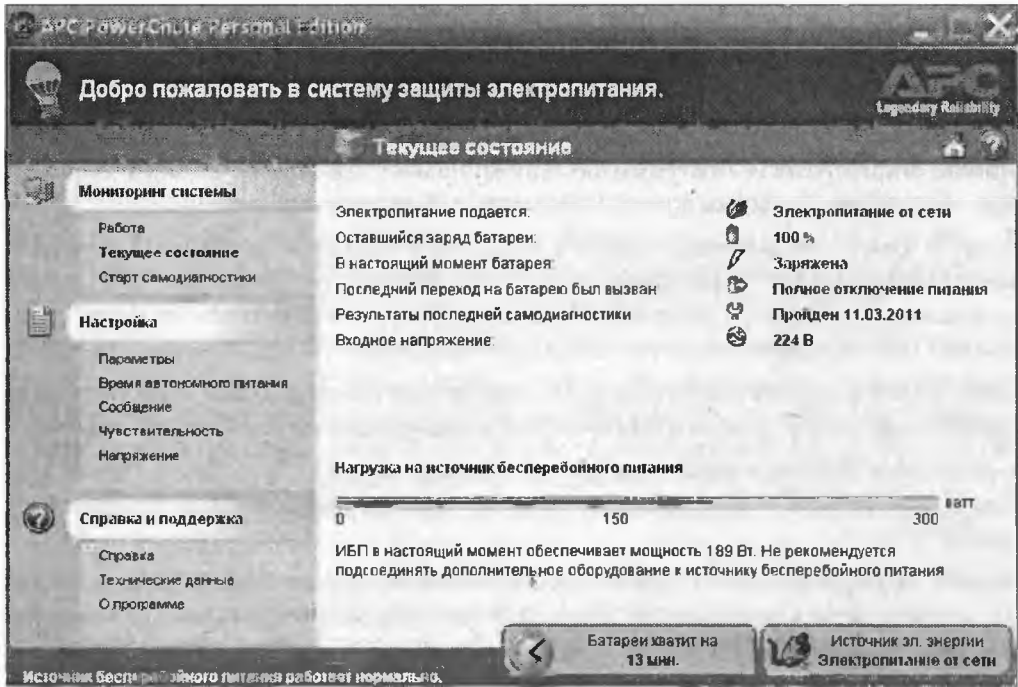 APC PowerChute Personal Edition
Добро пожаловать в систему защиты электропитания.
APC
Legendary Reliability
Текущее состояние
Мониторинг системы
Работа
Текущее состояние
Старт самодиагностики
Настройка
Параметры
Время автономного питания
Сообщение
Чувствительность
Напряжение
Справка и поддержка
Справка
Технические данные
О программе
Электропитание подается: Электропитание от сети
Оставшийся заряд батареи: 100 %
В настоящий момент батарея: Заряжена
Последний переход на батарею был вызван Полное отключение питания
Результаты последней самодиагностики Пройден 11.03.2011
Входное напряжение: 224 В
Нагрузка на источник бесперебойного питания
ватт
0 150 300
ИБП в настоящий момент обеспечивает мощность 189 Вт. Не рекомендуется
подсоединять дополнительное оборудование к источнику бесперебойного питания
Батареи хватит на
13 мин.
Источник эл. энергии
Электропитание от сети
Источник бесперебойного питания работает нормально.